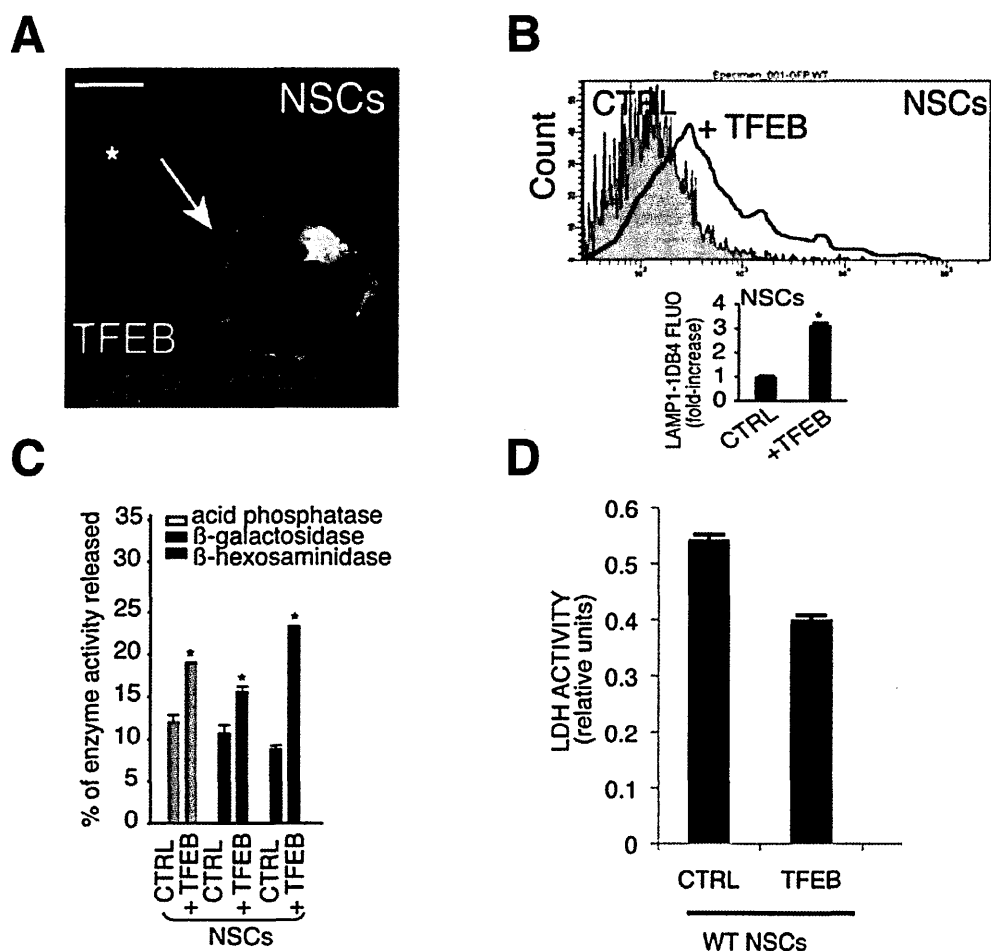 A
NSCs
TFEB
B
CTRL
NSCs
+ TFEB
Count
NSCs
LAMP1-1DB4 FLUO
(fold-increase)
4
3
2
1
0
*
CTRL
+TFEB
C
% of enzyme activity released
35
30
25
20
15
10
5
0
acid phosphatase
ß-galactosidase
ß-hexosaminidase
* * *
CTRL
+ TFEB
CTRL
+ TFEB
CTRL
+ TFEB
NSCs
D
LDH ACTIVITY
(relative units)
0.6
0.5
0.4
0.3
0.2
0.1
0
CTRL TFEB
WT NSCs